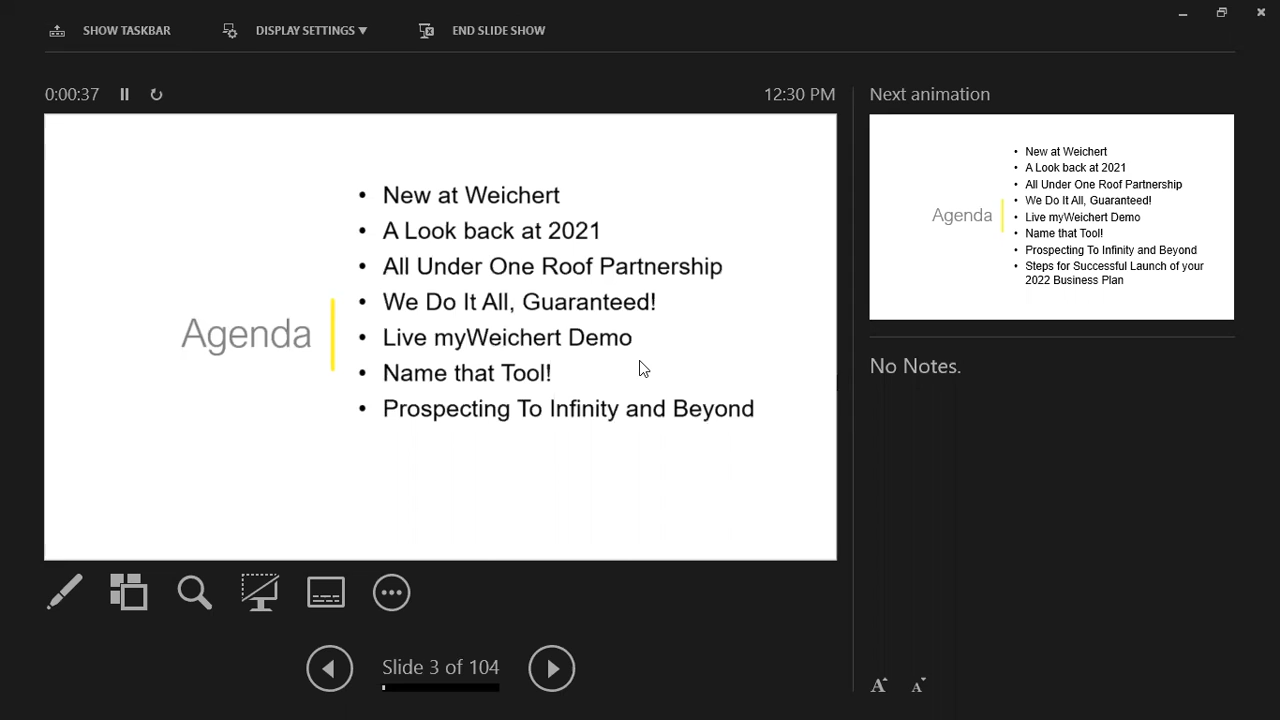 SHOW TASKBAR DISPLAY SETTINGS ▼ END SLIDE SHOW
0:00:37 12:30 PM
Agenda
• New at Weichert
• A Look back at 2021
• All Under One Roof Partnership
• We Do It All, Guaranteed!
• Live myWeichert Demo
• Name that Tool!
• Prospecting To Infinity and Beyond
Slide 3 of 104
Next animation
Agenda
• New at Weichert
• A Look back at 2021
• All Under One Roof Partnership
• We Do It All, Guaranteed!
• Live myWeichert Demo
• Name that Tool!
• Prospecting To Infinity and Beyond
• Steps for Successful Launch of your
2022 Business Plan
No Notes.
A A